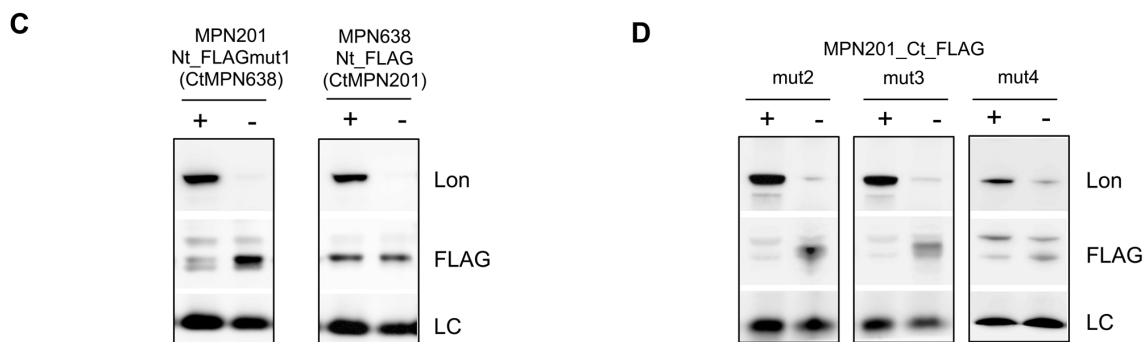 C
MPN201
Nt_FLAGmut1
(CtMPN638)
MPN638
Nt_FLAG
(CtMPN201)
+ - + -
Lon
FLAG
LC
D
MPN201_Ct_FLAG
mut2 mut3 mut4
+ - + - + -
Lon
FLAG
LC